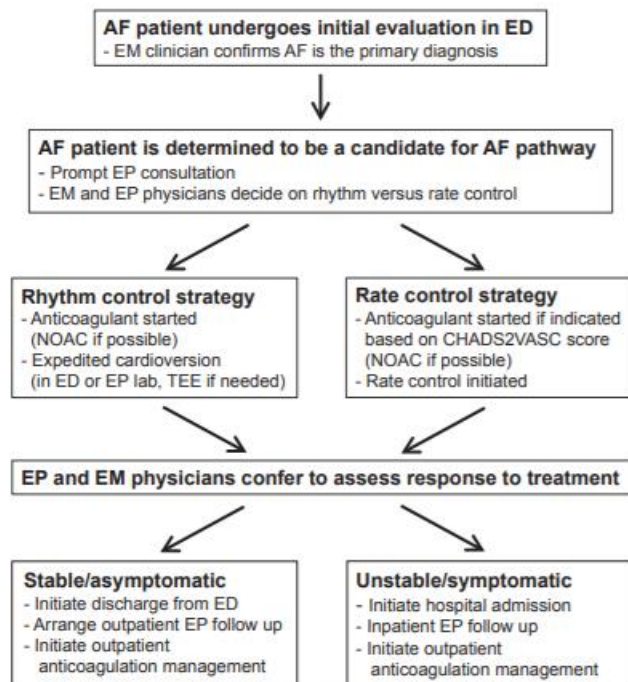 AF patient undergoes initial evaluation in ED
- EM clinician confirms AF is the primary diagnosis
AF patient is determined to be a candidate for AF pathway
- Prompt EP consultation
- EM and EP physicians decide on rhythm versus rate control
Rhythm control strategy
- Anticoagulant started
(NOAC if possible)
- Expedited cardioversion
(in ED or EP lab, TEE if needed)
Rate control strategy
- Anticoagulant started if indicated
based on CHADS2VASC score
(NOAC if possible)
- Rate control initiated
EP and EM physicians confer to assess response to treatment
Stable/asymptomatic
- Initiate discharge from ED
- Arrange outpatient EP follow up
- Initiate outpatient
anticoagulation management
Unstable/symptomatic
- Initiate hospital admission
- Inpatient EP follow up
- Initiate outpatient
anticoagulation management